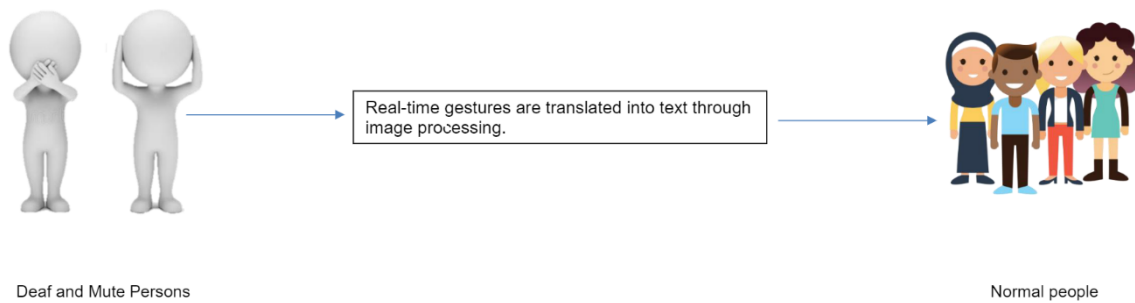 Real-time gestures are translated into text through
image processing.
Deaf and Mute Persons
Normal people